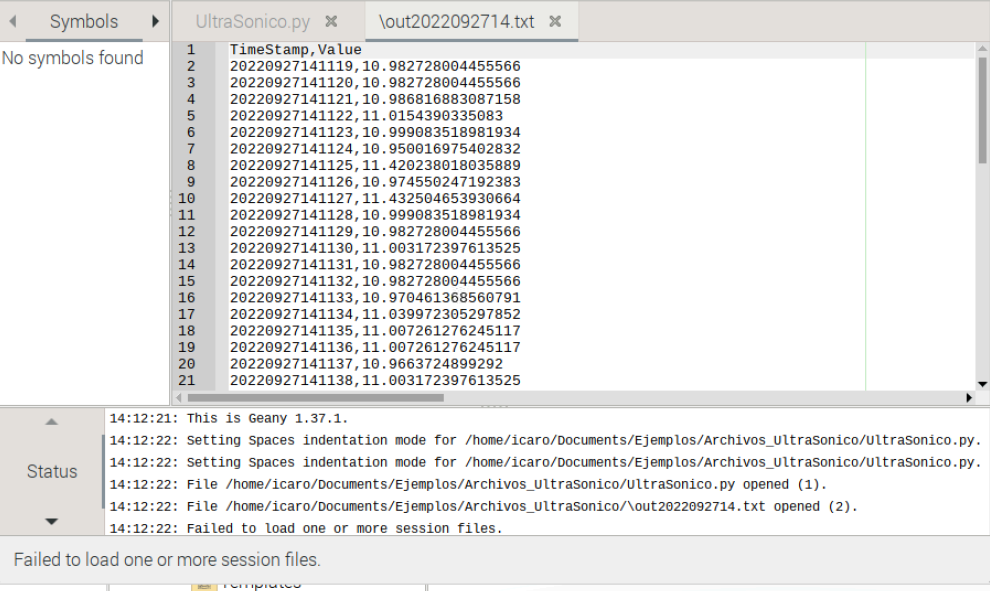 Symbols
UltraSonico.py
\out2022092714.txt
No symbols found
1 TimeStamp,Value
2 20220927141119,10.982728004455566
3 20220927141120,10.982728004455566
4 20220927141121,10.986816883087158
5 20220927141122,11.0154390335083
6 20220927141123,10.999083518981934
7 20220927141124,10.950016975402832
8 20220927141125,11.420238018035889
9 20220927141126,10.974550247192383
10 20220927141127,11.432504653930664
11 20220927141128,10.999083518981934
12 20220927141129,10.982728004455566
13 20220927141130,11.003172397613525
14 20220927141131,10.982728004455566
15 20220927141132,10.982728004455566
16 20220927141133,10.970461368560791
17 20220927141134,11.039972305297852
18 20220927141135,11.007261276245117
19 20220927141136,11.007261276245117
20 20220927141137,10.9663724899292
21 20220927141138,11.003172397613525
Status
14:12:21: This is Geany 1.37.1.
14:12:22: Setting Spaces indentation mode for /home/icaro/Documents/Ejemplos/Archivos_UltraSonico/UltraSonico.py.
14:12:22: Setting Spaces indentation mode for /home/icaro/Documents/Ejemplos/Archivos_UltraSonico/UltraSonico.py.
14:12:22: File /home/icaro/Documents/Ejemplos/Archivos_UltraSonico/UltraSonico.py opened (1).
14:12:22: File /home/icaro/Documents/Ejemplos/Archivos_UltraSonico/\out2022092714.txt opened (2).
14:12:22: Failed to load one or more session files.
Failed to load one or more session files.
Templates